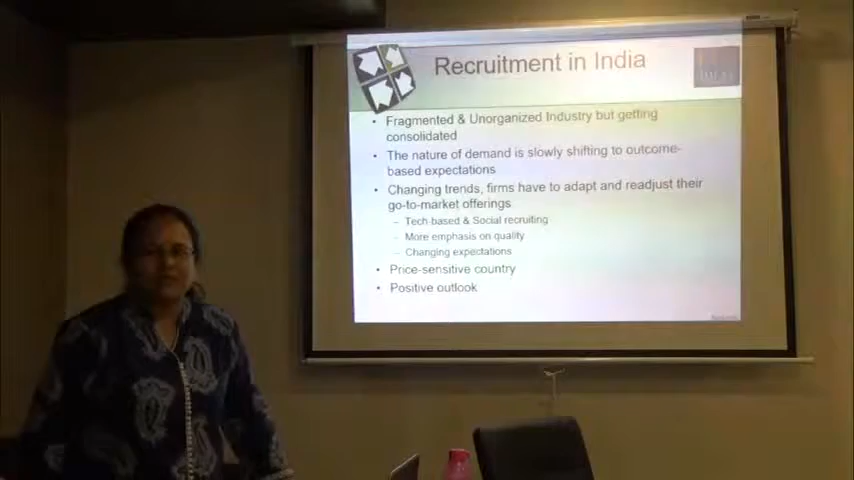 Recruitment in India
• Fragmented & Unorganized Industry but getting
consolidated
• The nature of demand is slowly shifting to outcome-
based expectations
• Changing trends, firms have to adapt and readjust their
go-to-market offerings
– Tech-based & Social recruiting
– More emphasis on quality
– Changing expectations
• Price-sensitive country
• Positive outlook